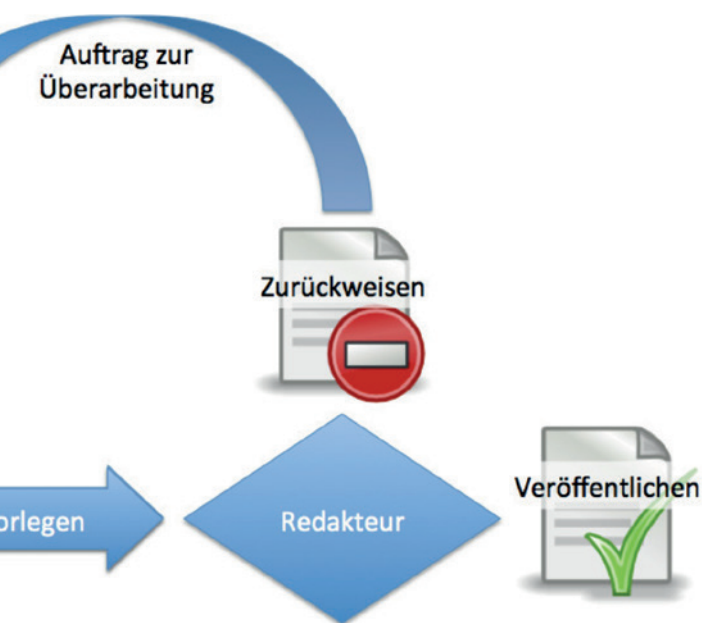 Auftrag zur
Überarbeitung
Zurückweisen
Veröffentlichen
orlegen
Redakteur